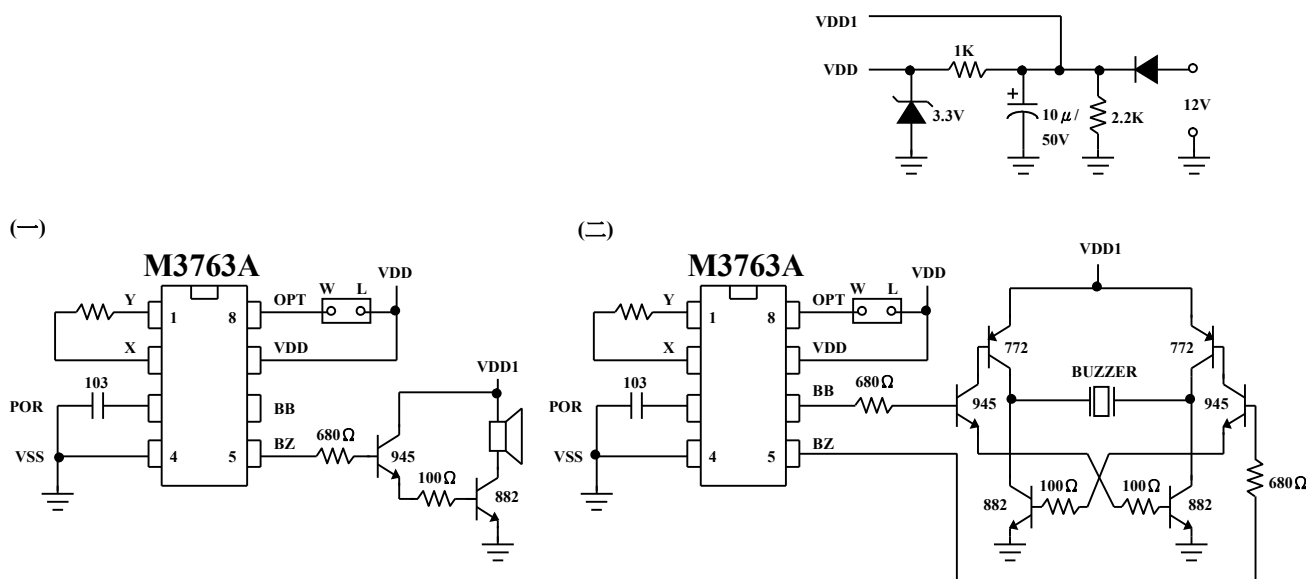 VDD1
1K
VDD
3.3V
10μ/
50V
2.2K
12V
(一)
M3763A
VDD
W L
Y
OPT
1 8
X
VDD
103
VDD1
POR
BB
680Ω
BZ
VSS
4 5
945
100Ω
882
(二)
M3763A
VDD1
VDD
W L
Y
OPT
1 8
X
VDD
772
772
BUZZER
103
680Ω
POR
BB
945
945
BZ
VSS
4 5
100Ω
100Ω
680Ω
882
882